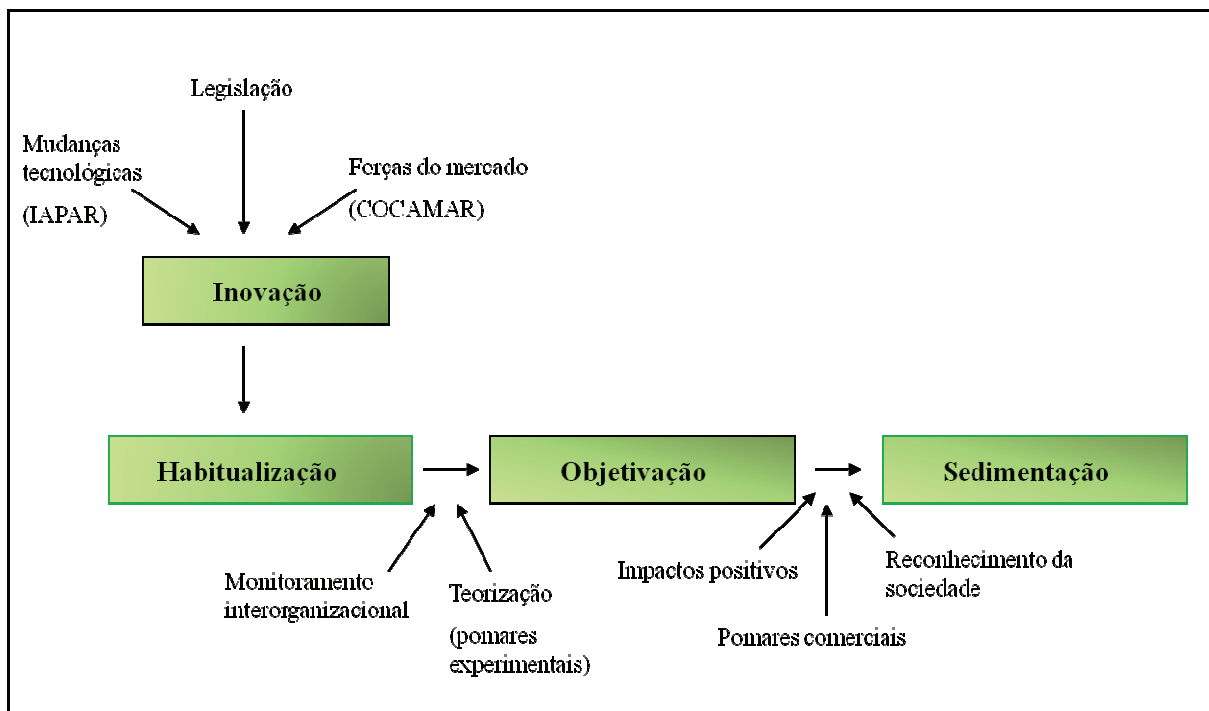 Legislação
Mudanças
tecnológicas
(IAPAR)
Forças do mercado
(COCAMAR)
Inovação
Habitualização
Objetivação
Sedimentação
Monitoramento
interorganizacional
Teorização
(pomares
experimentais)
Impactos positivos
Pomares comerciais
Reconhecimento da
sociedade